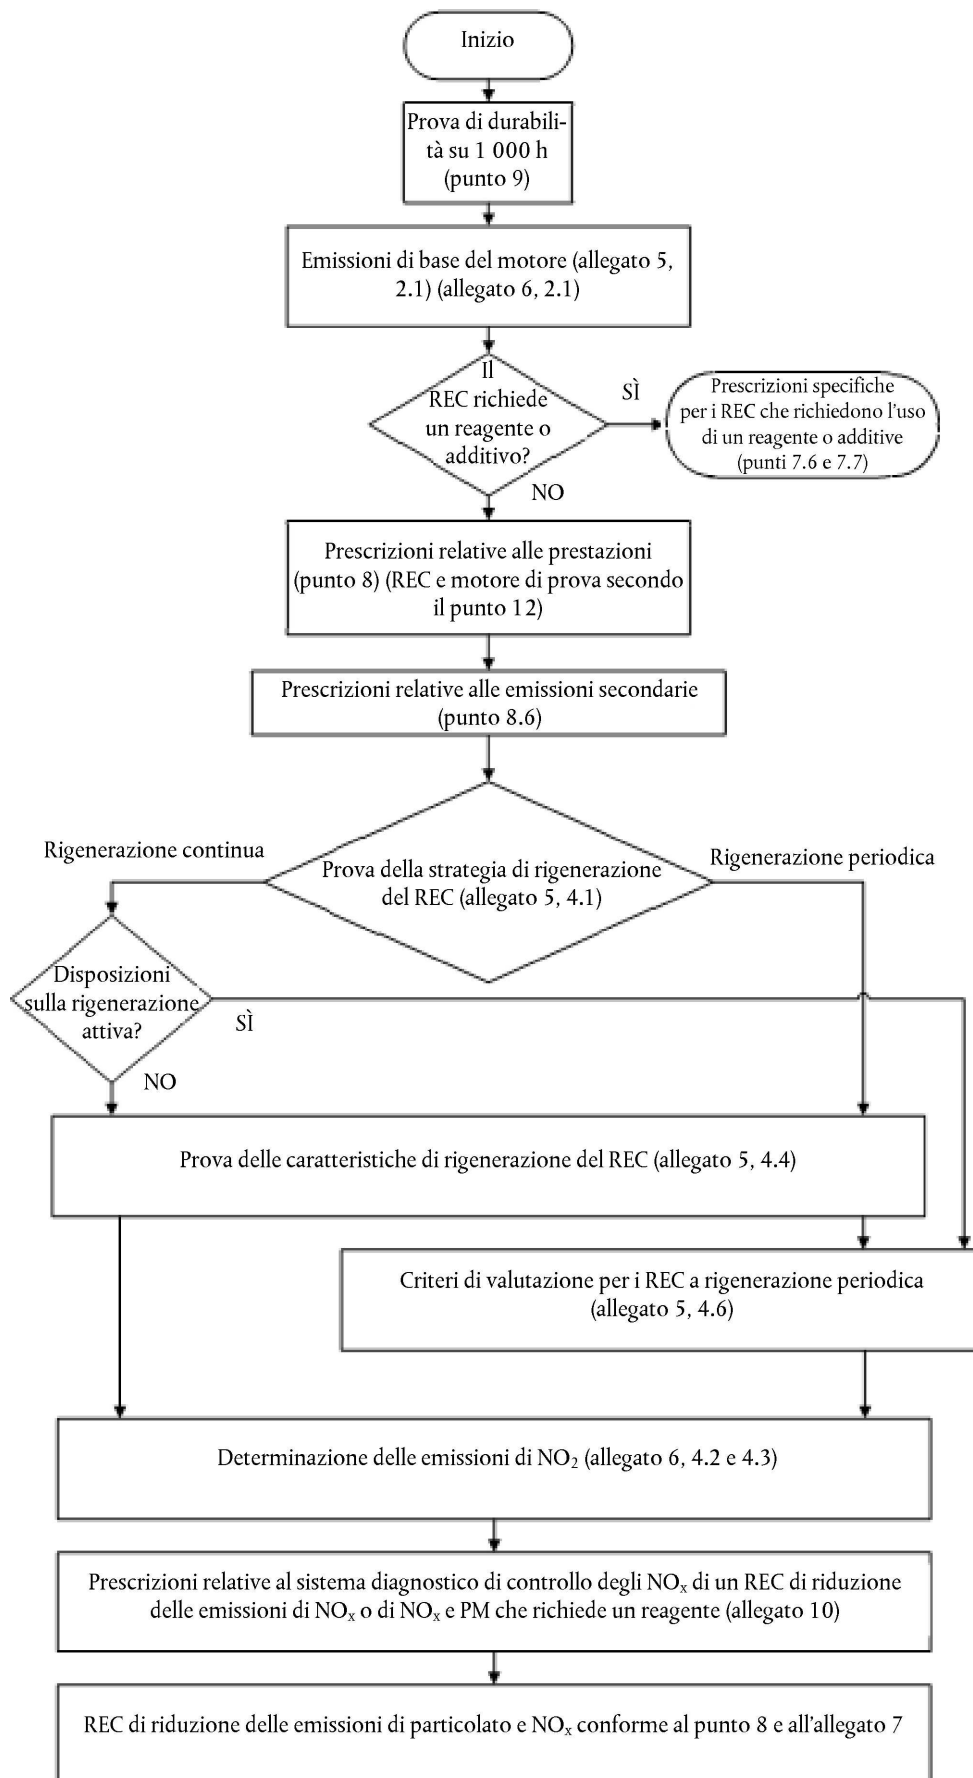 Inizio
Prova di durabili-
tà su 1 000 h
(punto 9)
Emissioni di base del motore (allegato 5,
2.1) (allegato 6, 2.1)
Il
REC richiede
un reagente o
additivo?
SÌ
Prescrizioni specifiche
per i REC che richiedono l'uso
di un reagente o additive
(punti 7.6 e 7.7)
NO
Prescrizioni relative alle prestazioni
(punto 8) (REC e motore di prova secondo
il punto 12)
Prescrizioni relative alle emissioni secondarie
(punto 8.6)
Rigenerazione continua
Prova della strategia di rigenerazione
del REC (allegato 5, 4.1)
Rigenerazione periodica
Disposizioni
sulla rigenerazione
attiva?
SÌ
NO
Prova delle caratteristiche di rigenerazione del REC (allegato 5, 4.4)
Criteri di valutazione per i REC a rigenerazione periodica
(allegato 5, 4.6)
Determinazione delle emissioni di NO₂ (allegato 6, 4.2 e 4.3)
Prescrizioni relative al sistema diagnostico di controllo degli NOₓ di un REC di riduzione
delle emissioni di NOₓ o di NOₓ e PM che richiede un reagente (allegato 10)
REC di riduzione delle emissioni di particolato e NOₓ conforme al punto 8 e all'allegato 7